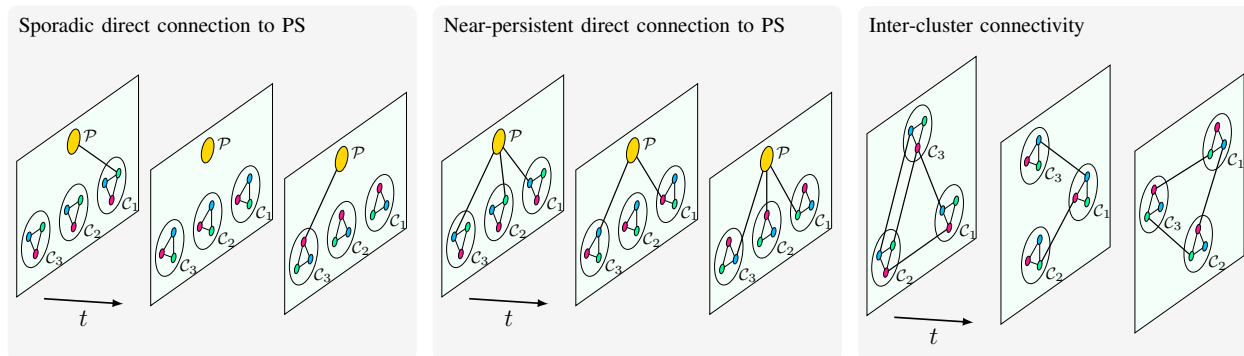 Sporadic direct connection to PS
𝒫
𝒞₁
𝒞₂
𝒞₃
𝒫
𝒞₁
𝒞₂
𝒞₃
𝒫
𝒞₁
𝒞₂
𝒞₃
t
Near-persistent direct connection to PS
𝒫
𝒞₁
𝒞₂
𝒞₃
𝒫
𝒞₁
𝒞₂
𝒞₃
𝒫
𝒞₁
𝒞₂
𝒞₃
t
Inter-cluster connectivity
𝒞₃
𝒞₁
𝒞₂
𝒞₃
𝒞₁
𝒞₂
𝒞₁
𝒞₃
𝒞₂
t